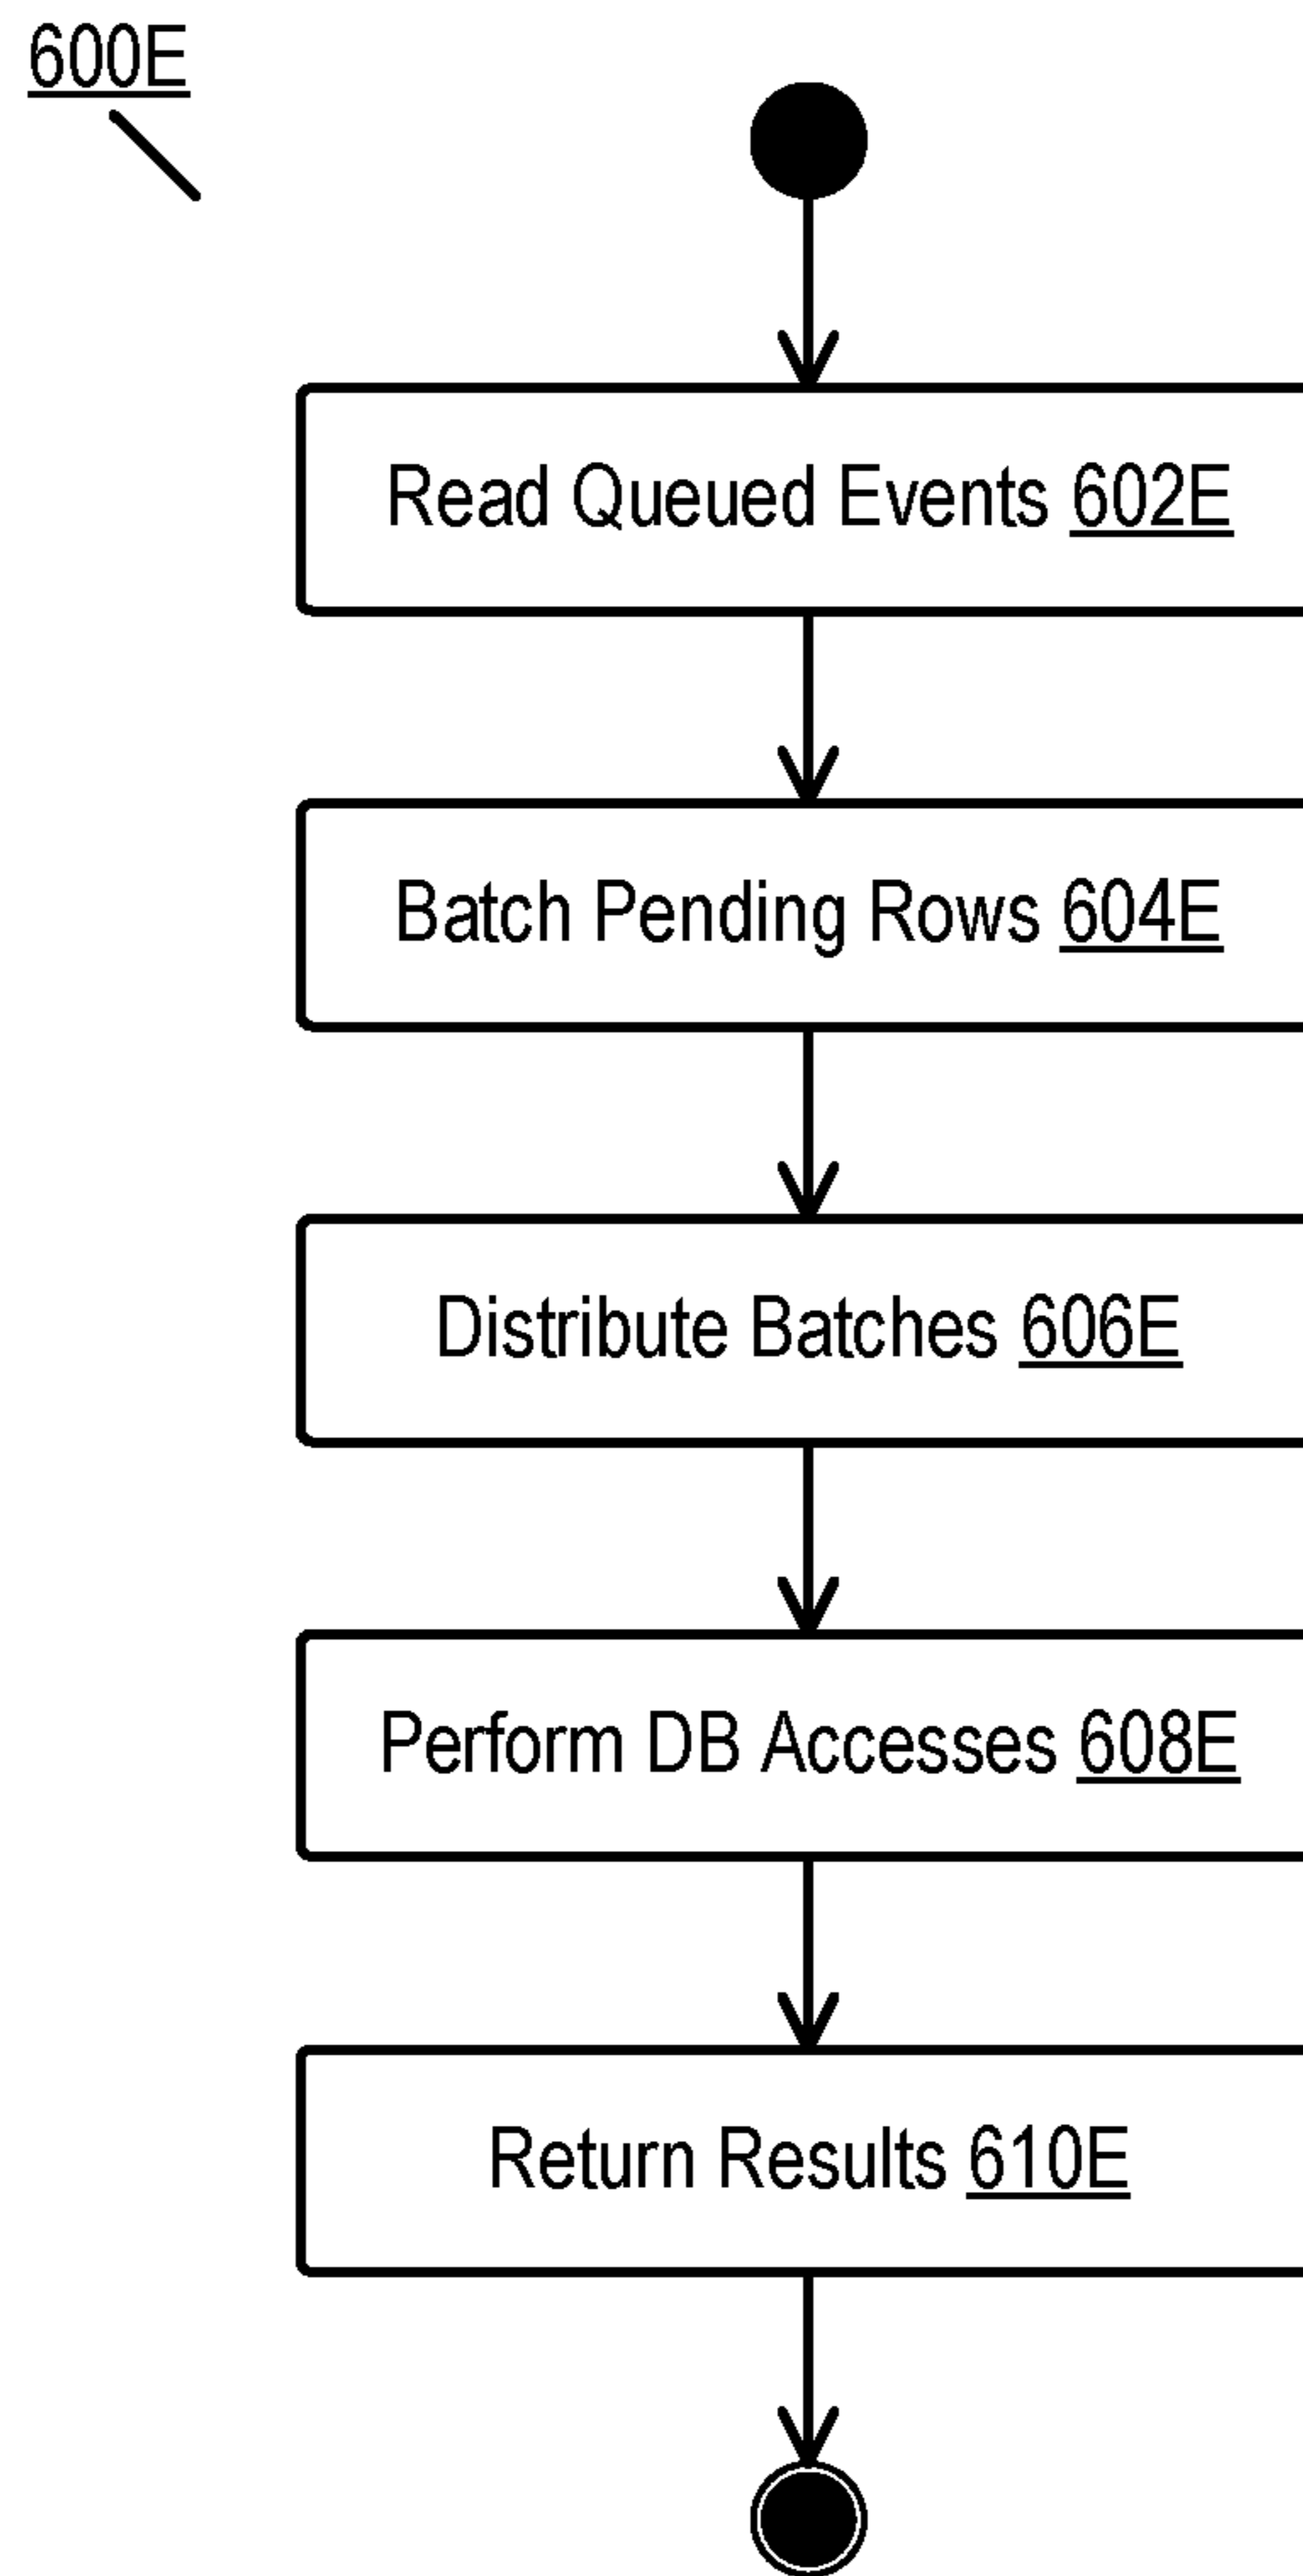 600E
Read Queued Events 602E
Batch Pending Rows 604E
Distribute Batches 606E
Perform DB Accesses 608E
Return Results 610E